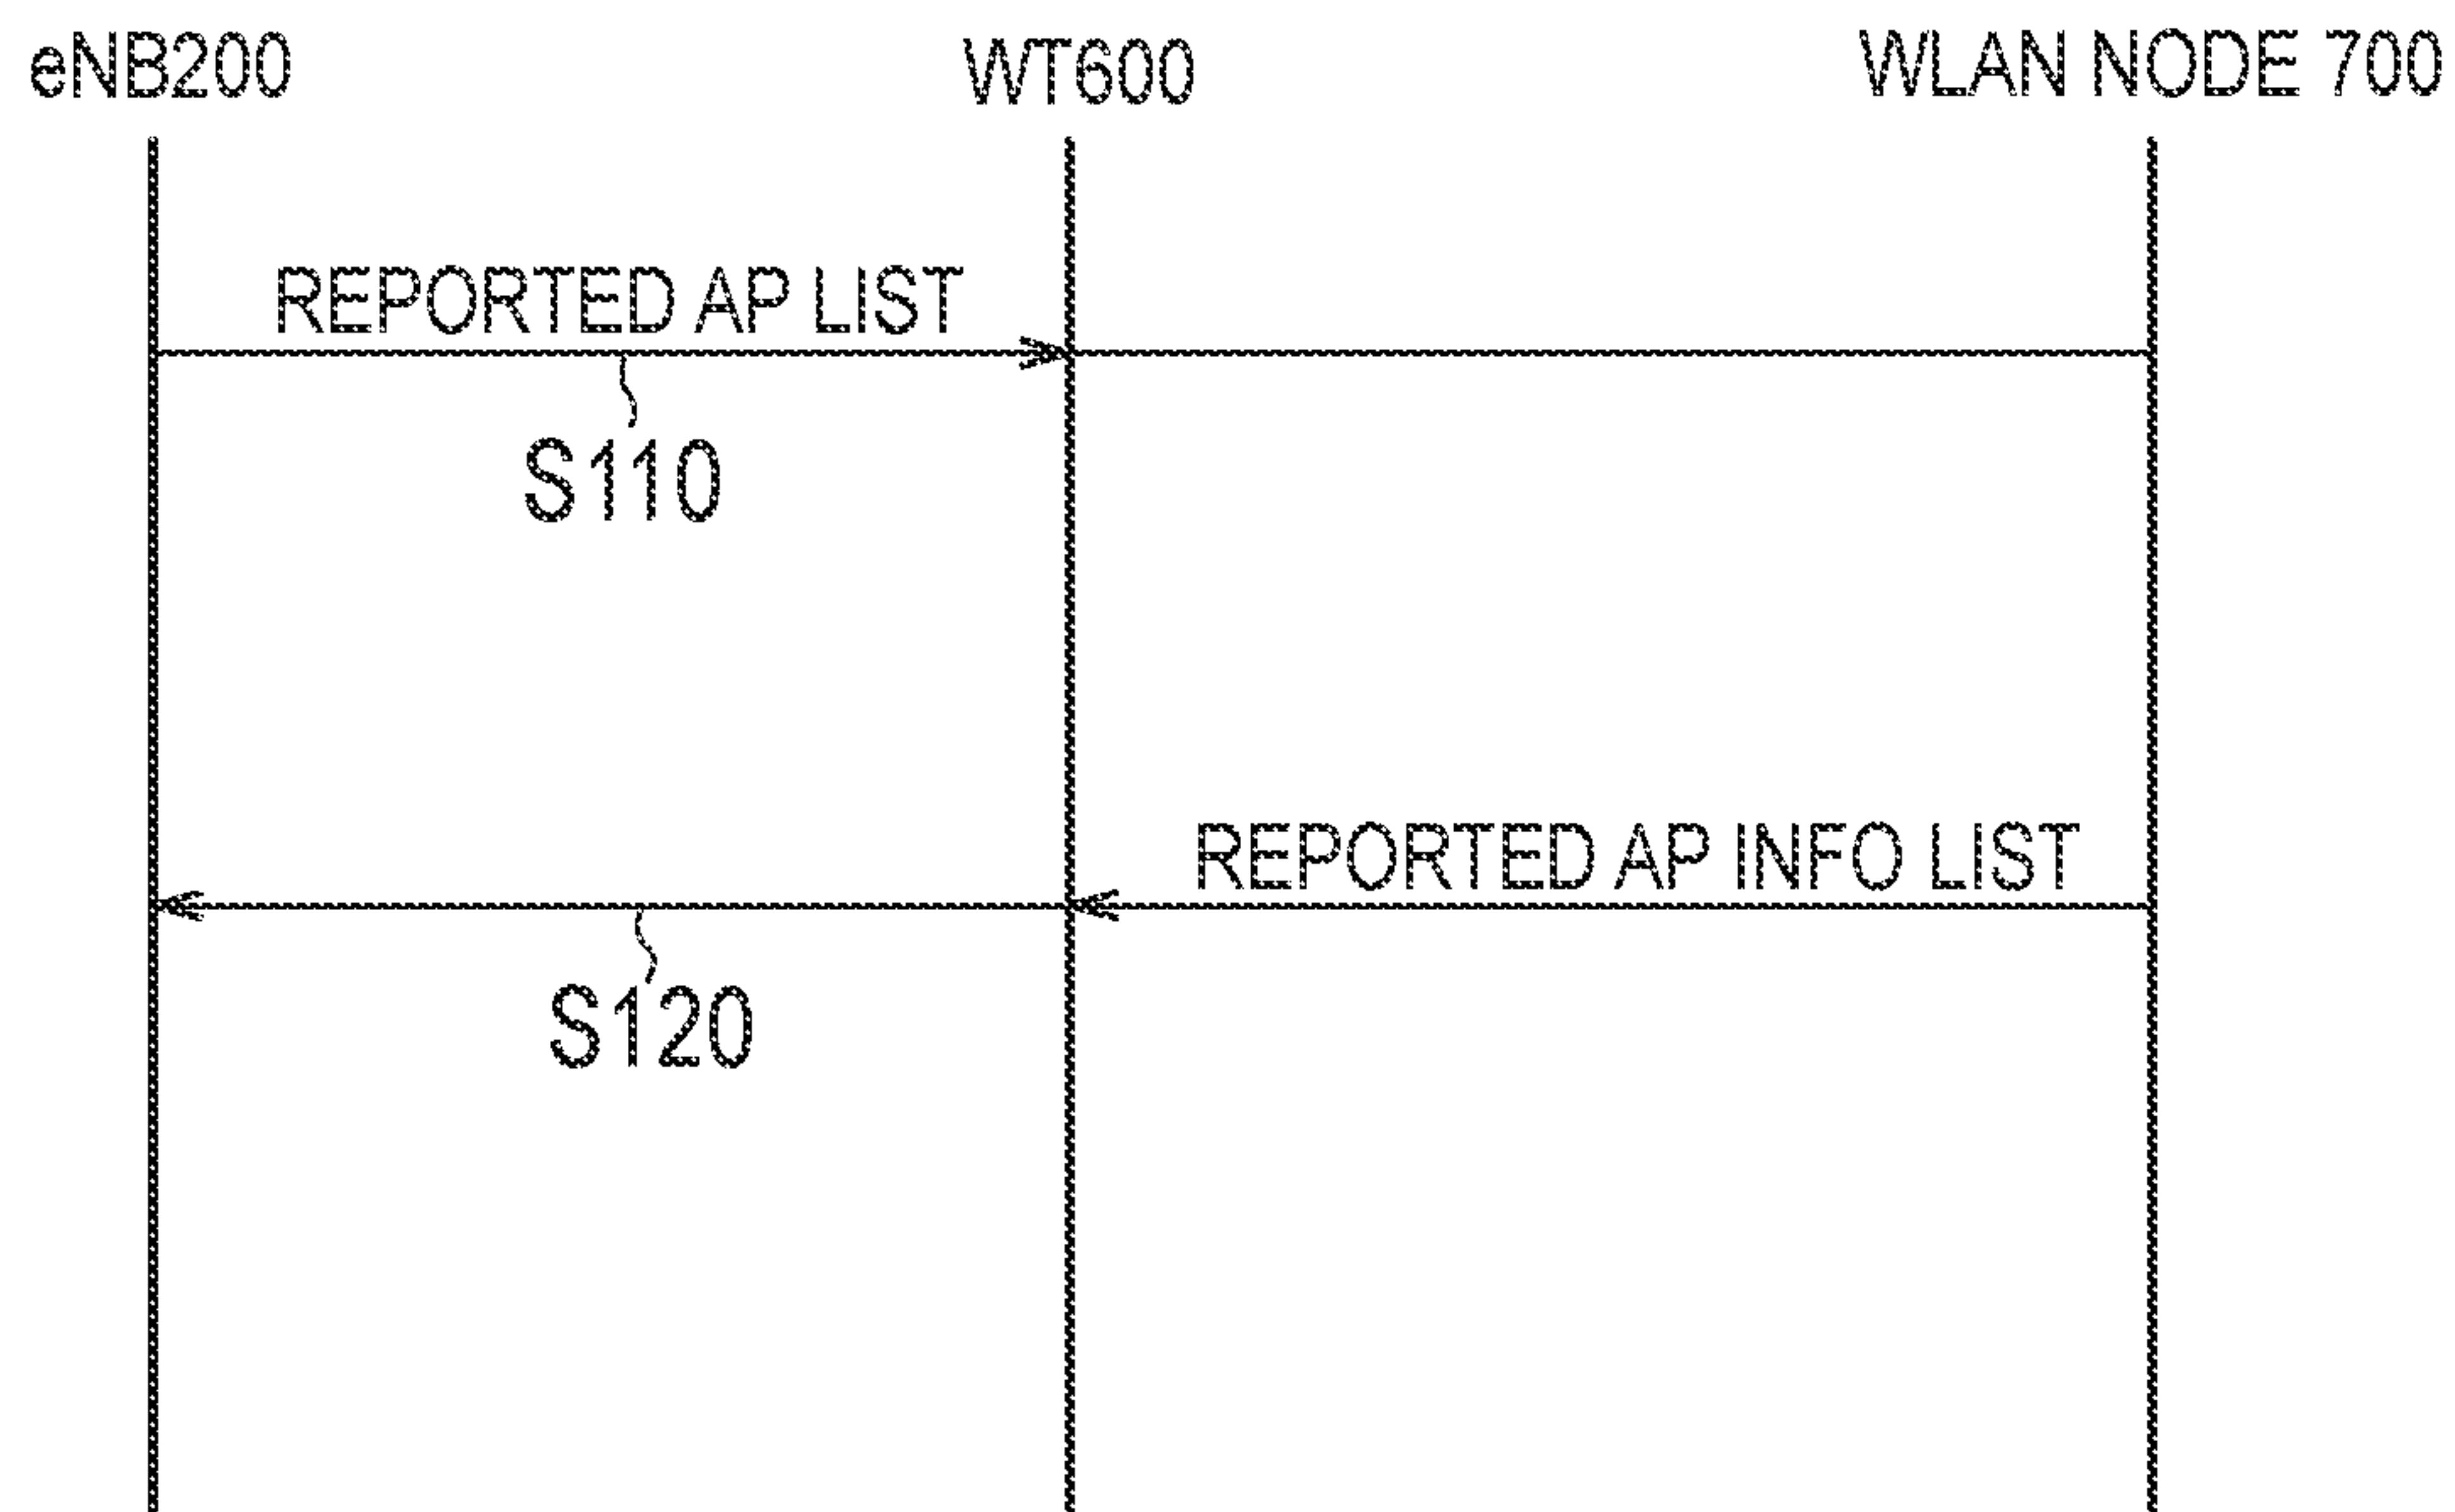 eNB200
WT600
WLAN NODE 700
REPORTED AP LIST
S110
REPORTED AP INFO LIST
S120